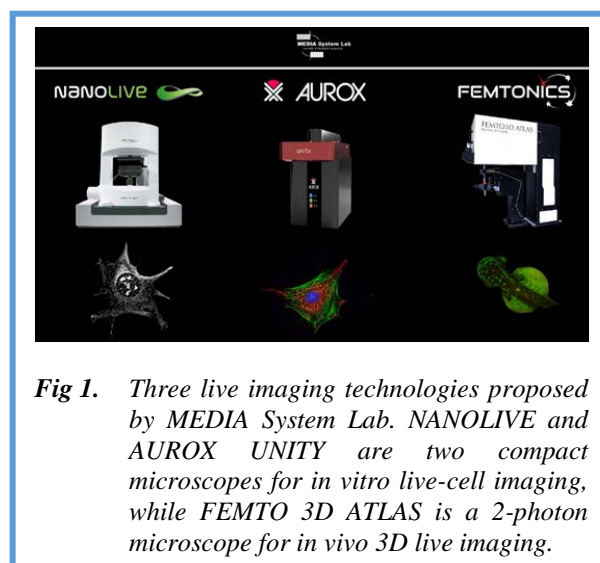 MEDIA System Lab
NANOLIVE AUROX FEMTONICS
FEMTO3D ATLAS
unity
Fig 1. Three live imaging technologies proposed
by MEDIA System Lab. NANOLIVE and
AUROX UNITY are two compact
microscopes for in vitro live-cell imaging,
while FEMTO 3D ATLAS is a 2-photon
microscope for in vivo 3D live imaging.